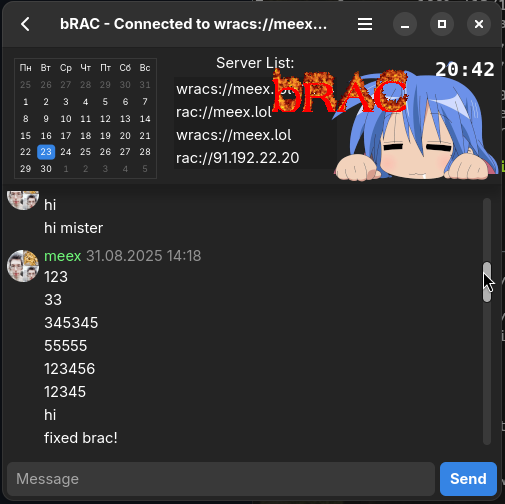 bRAC - Connected to wracs://meex...
Пн Вт Ср Чт Пт Сб Вс
25 26 27 28 29 30 31
1 2 3 4 5 6 7
8 9 10 11 12 13 14
15 16 17 18 19 20 21
22 23 24 25 26 27 28
29 30 1 2 3 4 5
Server List:
wracs://meex.lol
rac://meex.lol
wracs://meex.lol
rac://91.192.22.20
bRAC
20:42
hi
hi mister
meex 31.08.2025 14:18
123
33
345345
55555
123456
12345
hi
fixed brac!
Message
Send